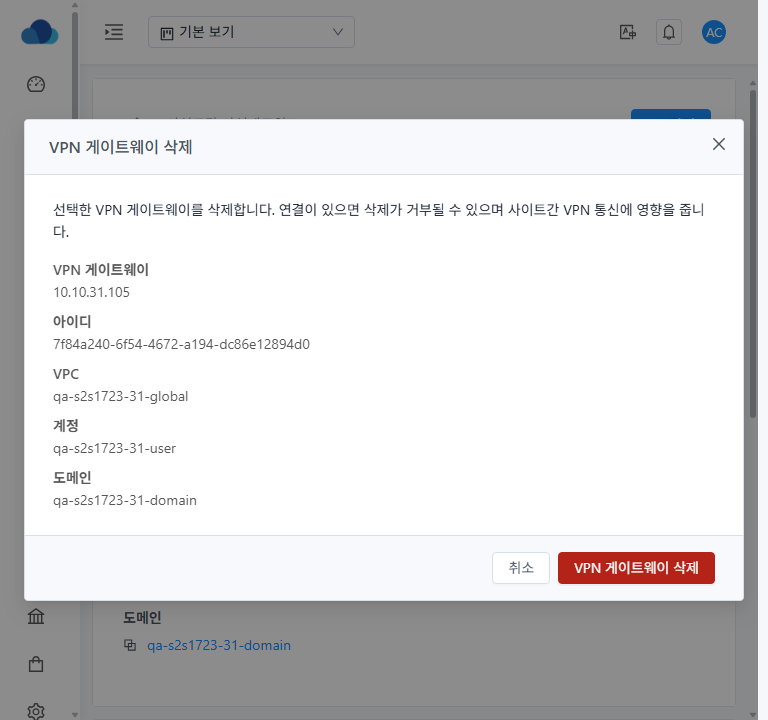 기본 보기
AC
VPN 게이트웨이 삭제
선택한 VPN 게이트웨이를 삭제합니다. 연결이 있으면 삭제가 거부될 수 있으며 사이트간 VPN 통신에 영향을 줍니
다.
VPN 게이트웨이
10.10.31.105
아이디
7f84a240-6f54-4672-a194-dc86e12894d0
VPC
qa-s2s1723-31-global
계정
qa-s2s1723-31-user
도메인
qa-s2s1723-31-domain
취소
VPN 게이트웨이 삭제
도메인
qa-s2s1723-31-domain